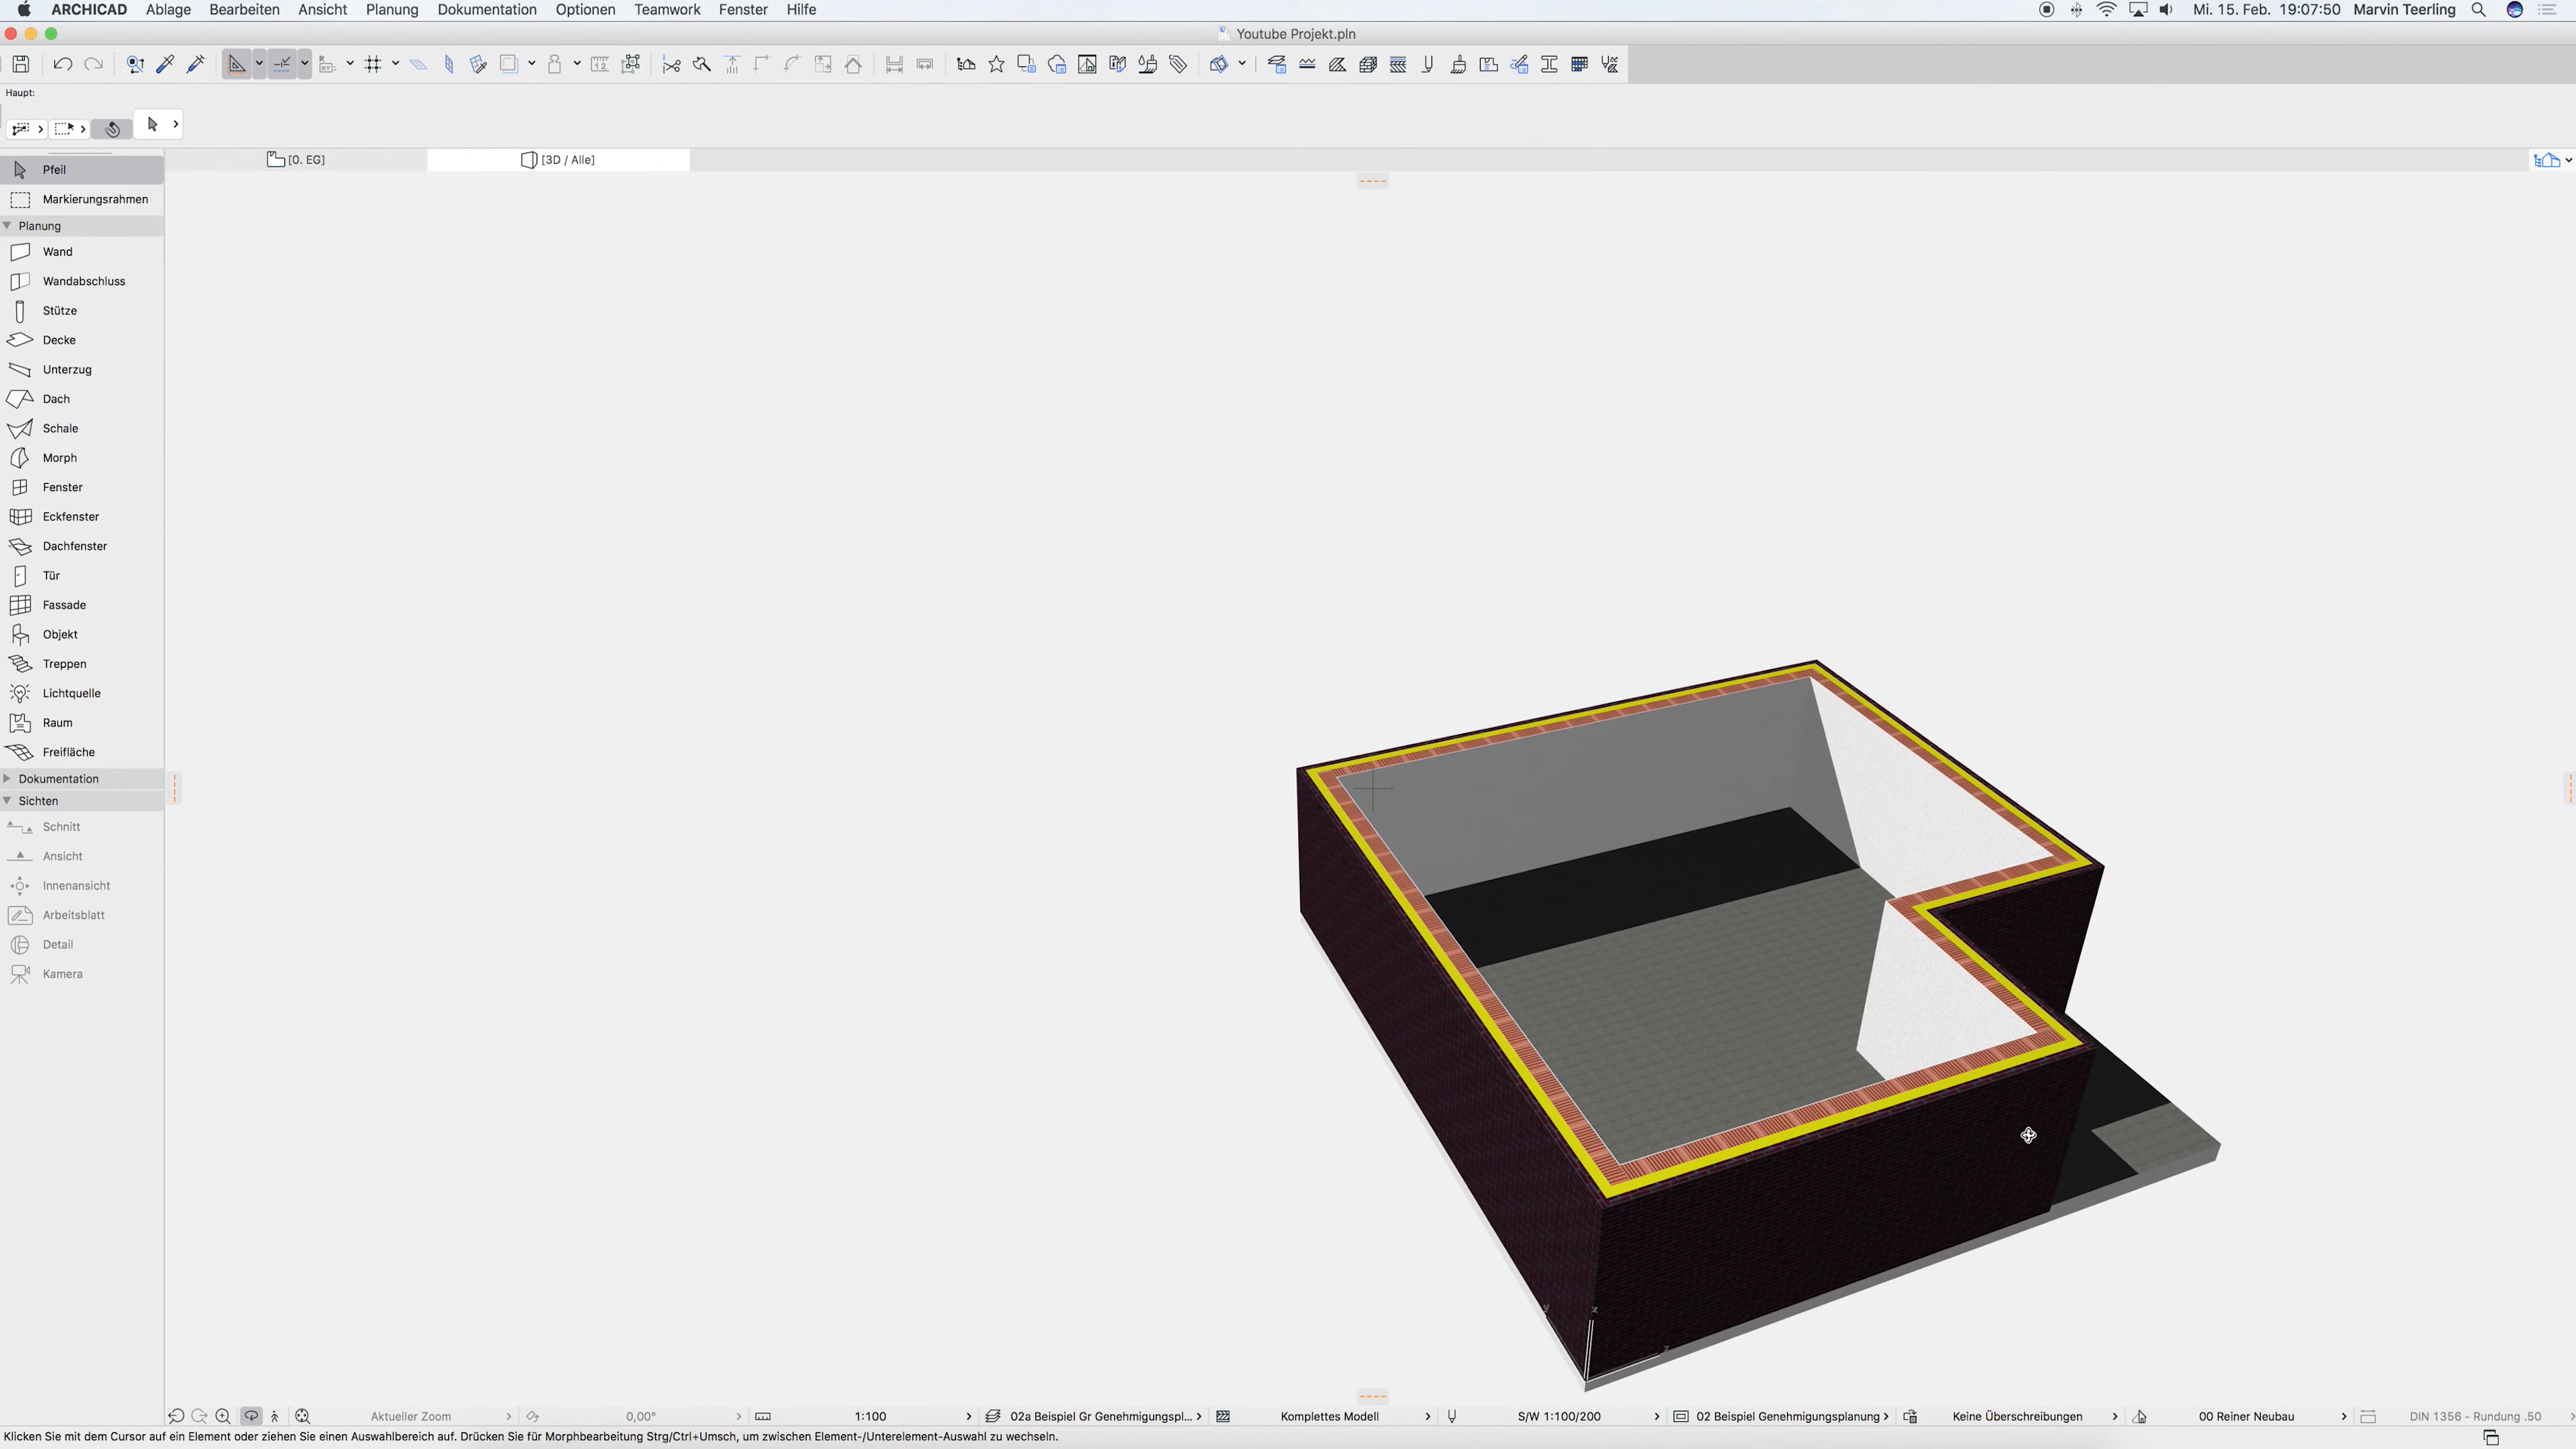 ARCHICAD Ablage Bearbeiten Ansicht Planung Dokumentation Optionen Teamwork Fenster Hilfe Mi. 15. Feb. 19:07:50 Marvin Teerling
Youtube Projekt.pln
Haupt:
[0. EG] [3D / Alle]
Pfeil
Markierungsrahmen
Planung
Wand
Wandabschluss
Stütze
Decke
Unterzug
Dach
Schale
Morph
Fenster
Eckfenster
Dachfenster
Tür
Fassade
Objekt
Treppen
Lichtquelle
Raum
Freifläche
Dokumentation
Sichten
Schnitt
Ansicht
Innenansicht
Arbeitsblatt
Detail
Kamera
Aktueller Zoom 0,00° 1:100 02a Beispiel Gr Genehmigungspl... Komplettes Modell S/W 1:100/200 02 Beispiel Genehmigungsplanung Keine Überschreibungen 00 Reiner Neubau DIN 1356 - Rundung .50
Klicken Sie mit dem Cursor auf ein Element oder ziehen Sie einen Auswahlbereich auf. Drücken Sie für Morphbearbeitung Strg/Ctrl+Umsch, um zwischen Element-/Unterelement-Auswahl zu wechseln.